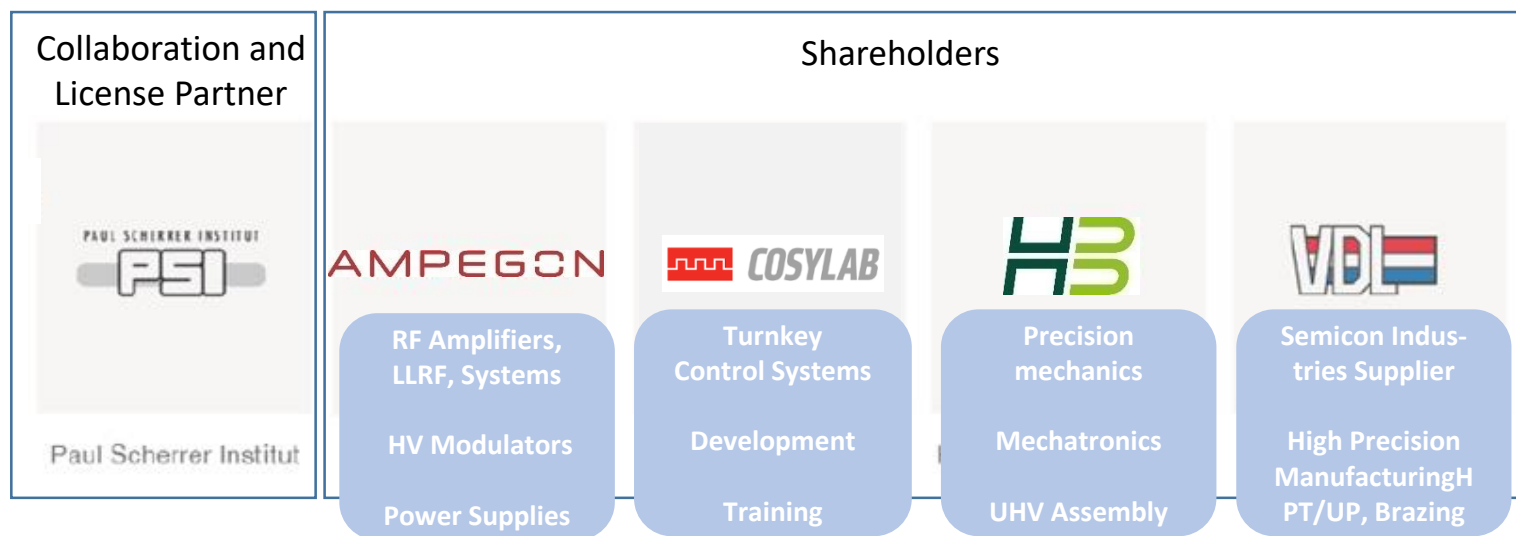 Collaboration and
License Partner
PAUL SCHERRER INSTITUT
PSI
Paul Scherrer Institut
Shareholders
AMPEGON
RF Amplifiers,
LLRF, Systems
HV Modulators
Power Supplies
COSYLAB
Turnkey
Control Systems
Development
Training
HB
Precision
mechanics
Mechatronics
UHV Assembly
VDL
Semicon Indus-
tries Supplier
High Precision
ManufacturingH
PT/UP, Brazing